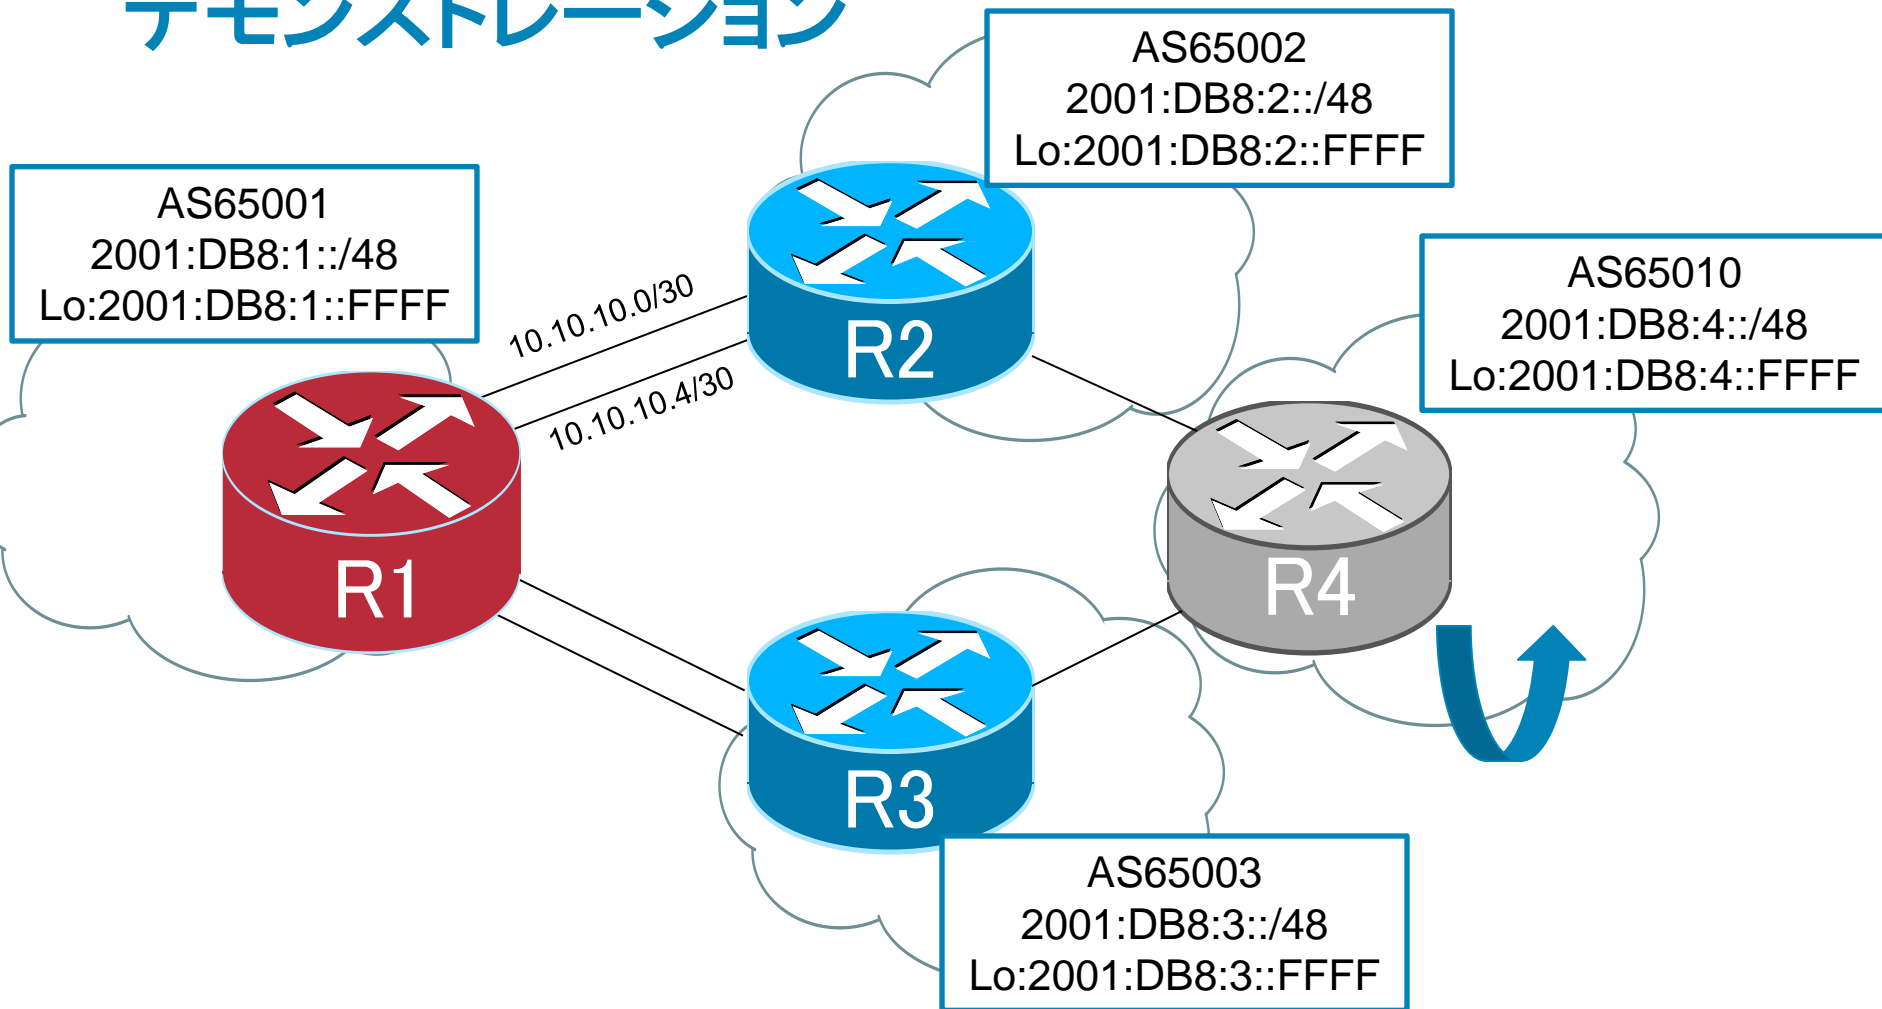 デモンストレーション
AS65002
2001:DB8:2::/48
Lo:2001:DB8:2::FFFF
AS65001
2001:DB8:1::/48
Lo:2001:DB8:1::FFFF
AS65010
2001:DB8:4::/48
Lo:2001:DB8:4::FFFF
10.10.10.0/30
10.10.10.4/30
R2
R1
R4
R3
AS65003
2001:DB8:3::/48
Lo:2001:DB8:3::FFFF